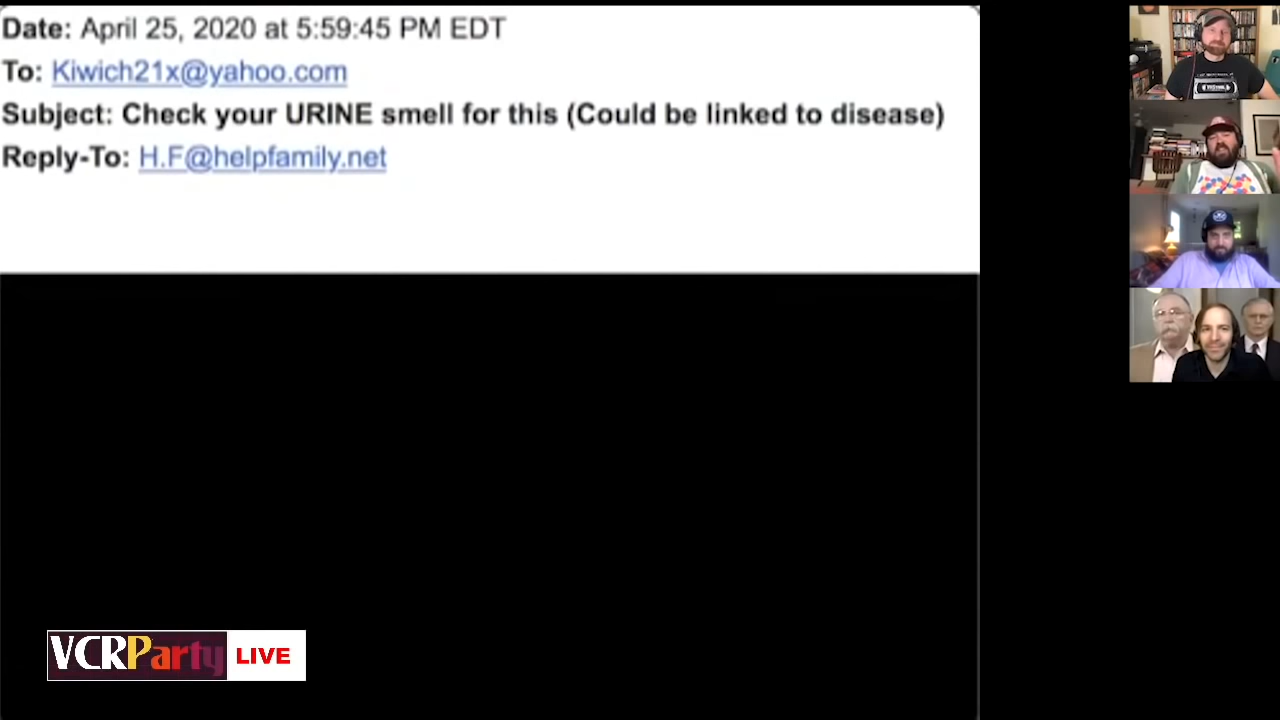 Date: April 25, 2020 at 5:59:45 PM EDT
To: Kiwich21x@yahoo.com
Subject: Check your URINE smell for this (Could be linked to disease)
Reply-To: H.F@helpfamily.net
VCRParty LIVE